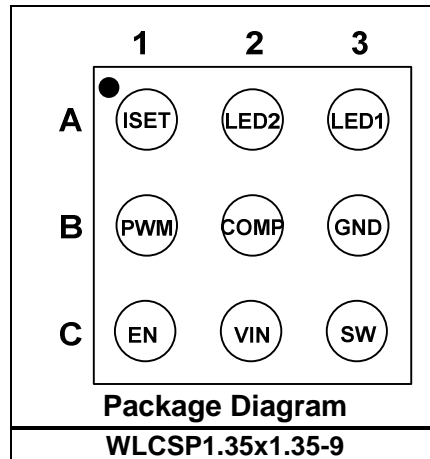 1 2 3
A ISET LED2 LED1
B PWM COMP GND
C EN VIN SW
Package Diagram
WLCSP1.35x1.35-9